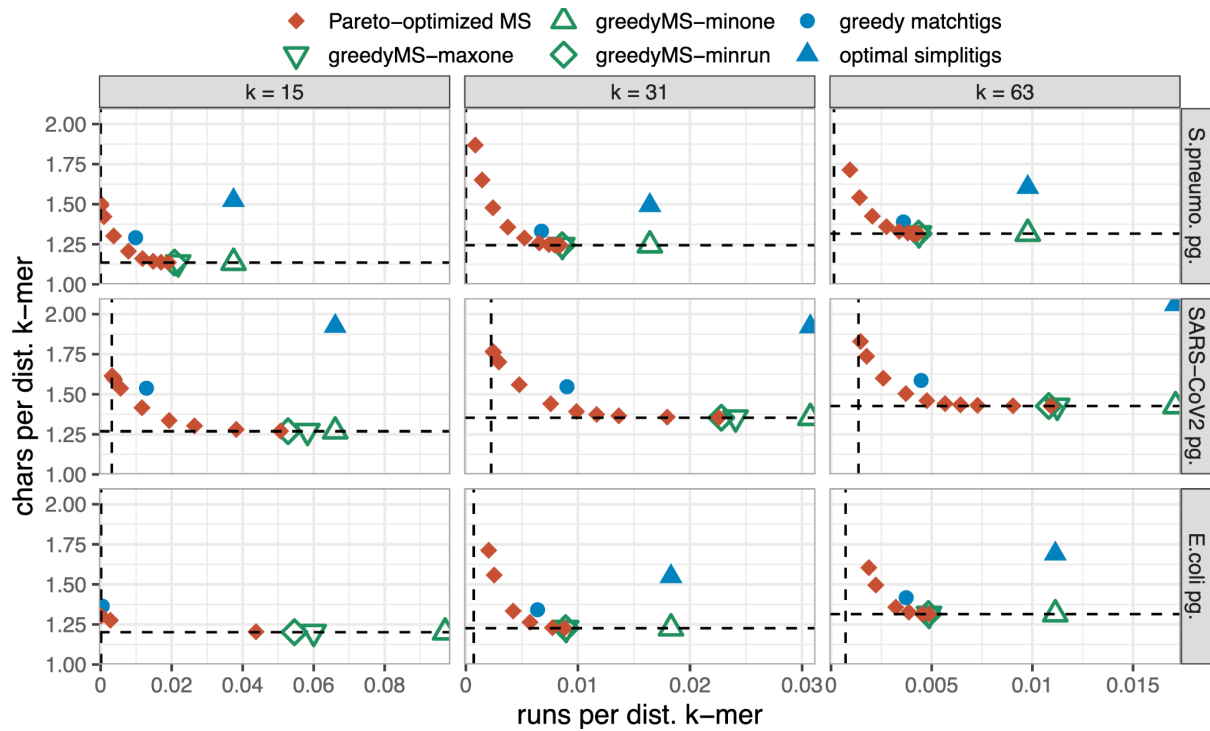 Pareto−optimized MS
greedyMS−minone
greedy matchtigs
greedyMS−maxone
greedyMS−minrun
optimal simplitigs
k = 15
k = 31
k = 63
chars per dist. k−mer
2.00
1.75
1.50
1.25
1.00
S.pneumo. pg.
2.00
1.75
1.50
1.25
1.00
SARS−CoV2 pg.
2.00
1.75
1.50
1.25
1.00
E.coli pg.
0 0.02 0.04 0.06 0.08
0 0.01 0.02 0.03
0 0.005 0.01 0.015
runs per dist. k−mer